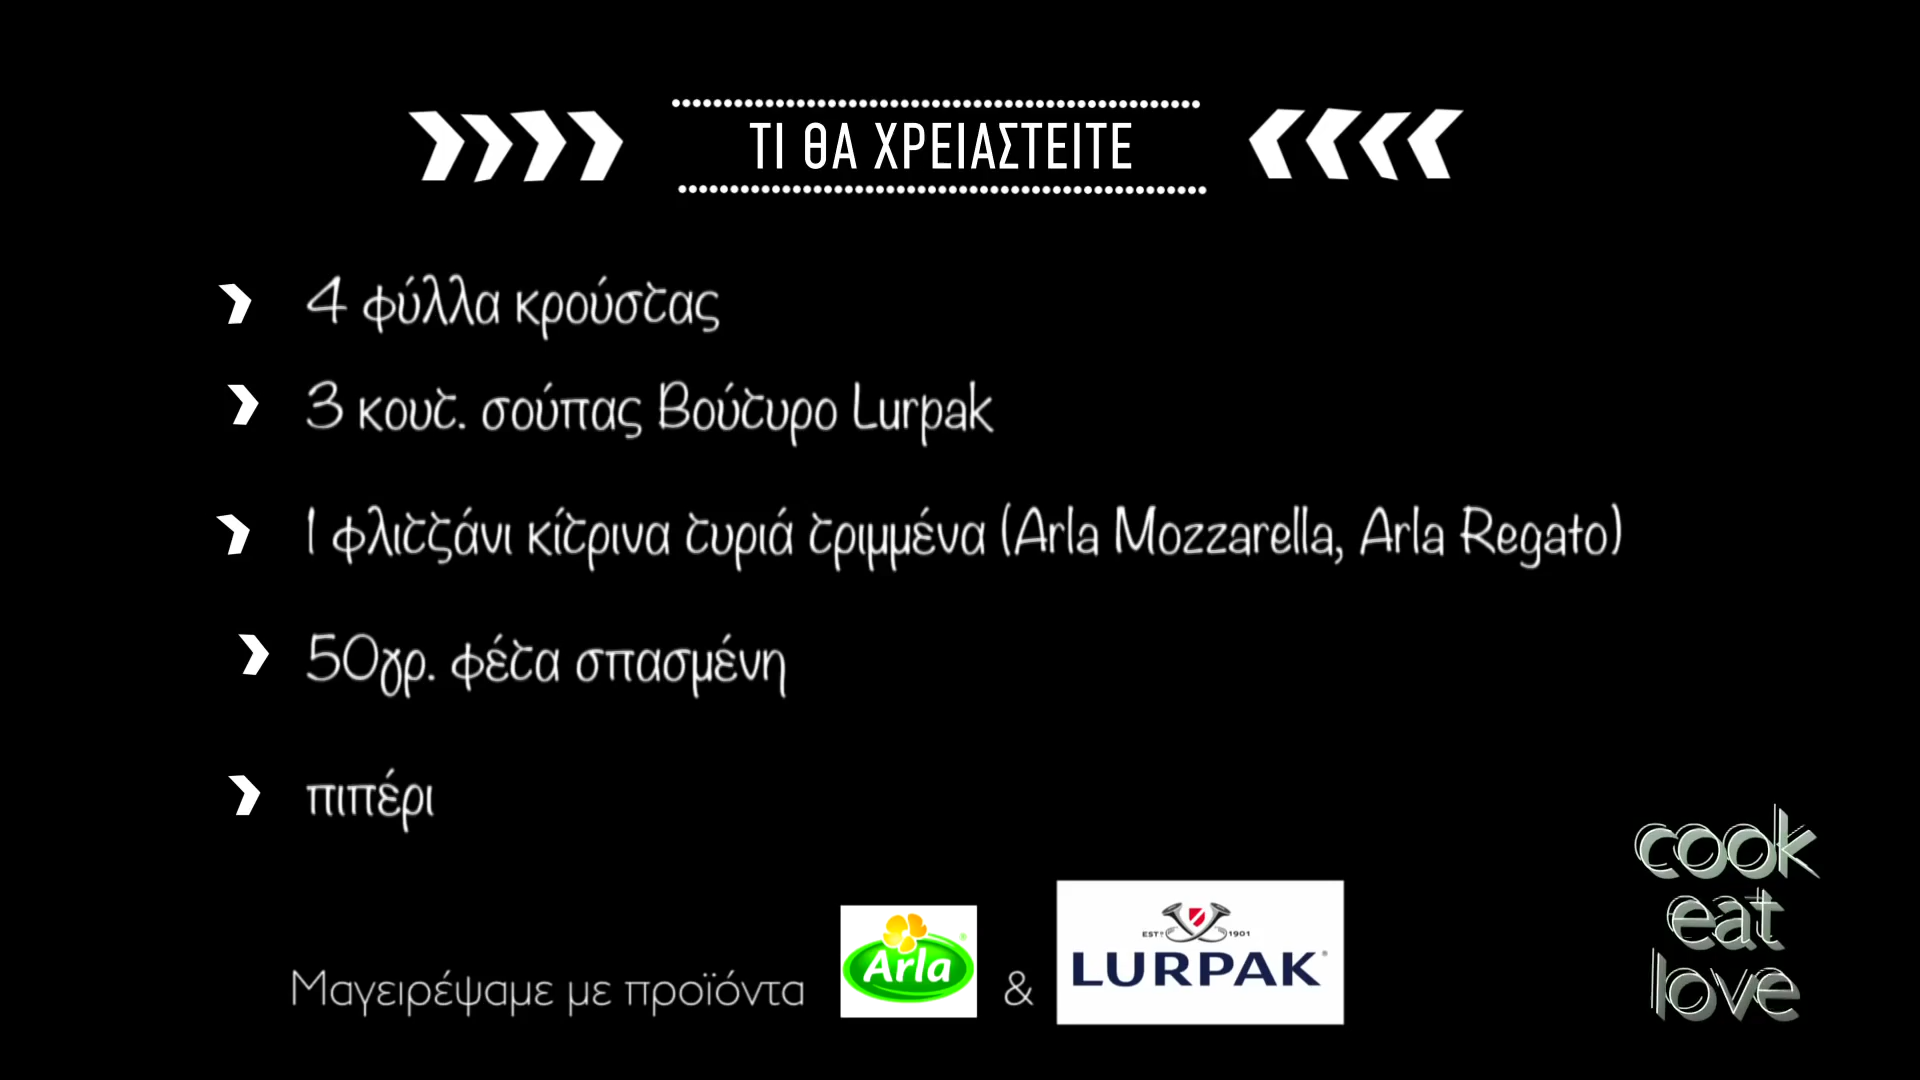 ΤΙ ΘΑ ΧΡΕΙΑΣΤΕΙΤΕ
4 φύλλα κρούστας
3 κουτ. σούπας Βούτυρο Lurpak
1 φλιτζάνι κίτρινα τυριά τριμμένα (Arla Mozzarella, Arla Regato)
50γρ. φέτα σπασμένη
πιπέρι
cook
eat
love
Μαγειρέψαμε με προϊόντα Arla & EST? 1901 LURPAK